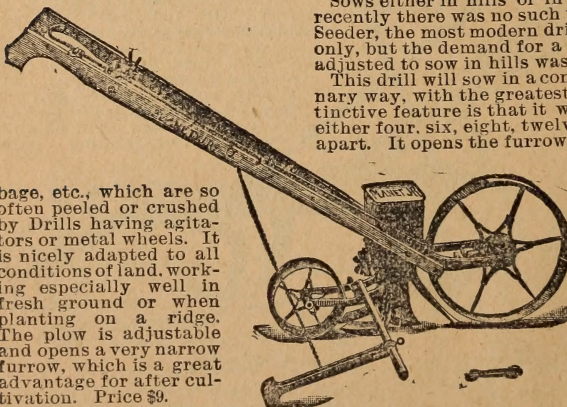 Sows either in hills or in
recently there was no such
Seeder, the most modern dri
only, but the demand for a
adjusted to sow in hills was
This drill will sow in a con
nary way, with the greatest
tinctive feature is that it w
either four. six, eight, twelv
apart. It opens the furrow
bage, etc., which are so
often peeled or crushed
by Drills having agita-
tors or metal wheels. It
is nicely adapted to all
conditions of land, work-
ing especially well in
fresh ground or when
planting on a ridge.
The plow is adjustable
and opens a very narrow
furrow, which is a great
advantage for after cul-
tivation. Price $9.
PLANET JR